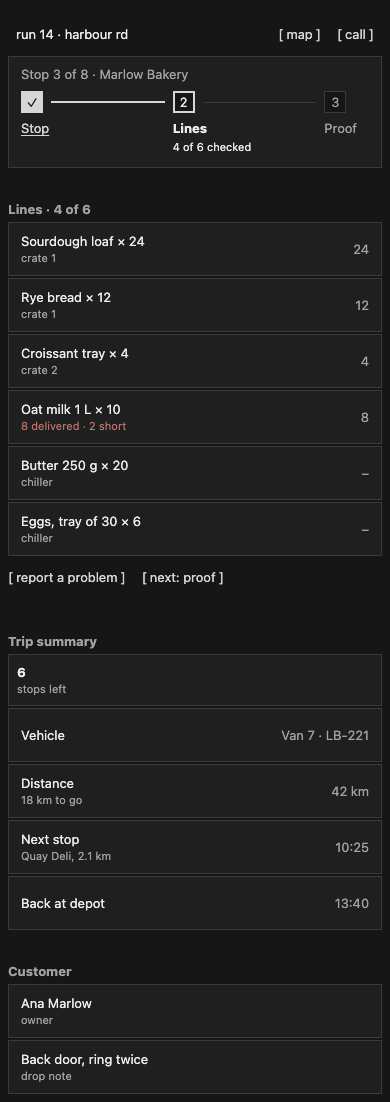 run 14 · harbour rd
[ map ] [ call ]
Stop 3 of 8 · Marlow Bakery
✓ 2 3
Stop Lines Proof
4 of 6 checked
Lines · 4 of 6
Sourdough loaf × 24
crate 1
24
Rye bread × 12
crate 1
12
Croissant tray × 4
crate 2
4
Oat milk 1 L × 10
8 delivered · 2 short
8
Butter 250 g × 20
chiller
–
Eggs, tray of 30 × 6
chiller
–
[ report a problem ] [ next: proof ]
Trip summary
6
stops left
Vehicle
Van 7 · LB-221
Distance
18 km to go
42 km
Next stop
Quay Deli, 2.1 km
10:25
Back at depot
13:40
Customer
Ana Marlow
owner
Back door, ring twice
drop note